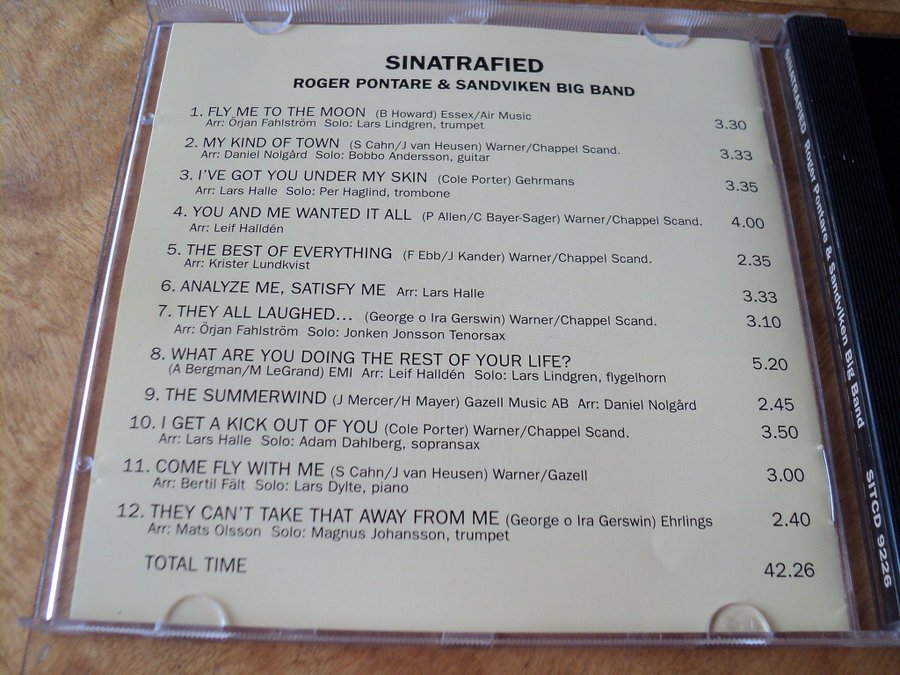 SINATRAFIED
ROGER PONTARE & SANDVIKEN BIG BAND
1. FLY ME TO THE MOON (B Howard) Essex/Air Music
Arr: Örjan Fahlström Solo: Lars Lindgren, trumpet 3.30
2. MY KIND OF TOWN (S Cahn/J van Heusen) Warner/Chappel Scand.
Arr: Daniel Nolgård Solo: Bobbo Andersson, guitar 3.33
3. I'VE GOT YOU UNDER MY SKIN (Cole Porter) Gehrmans
Arr: Lars Halle Solo: Per Haglind, trombone 3.35
4. YOU AND ME WANTED IT ALL (P Allen/C Bayer-Sager) Warner/Chappel Scand. 4.00
Arr: Leif Halldén
5. THE BEST OF EVERYTHING (F Ebb/J Kander) Warner/Chappel Scand. 2.35
Arr: Krister Lundkvist
6. ANALYZE ME, SATISFY ME Arr: Lars Halle 3.33
7. THEY ALL LAUGHED... (George o Ira Gerswin) Warner/Chappel Scand. 3.10
Arr: Örjan Fahlström Solo: Jonken Jonsson Tenorsax
8. WHAT ARE YOU DOING THE REST OF YOUR LIFE? 5.20
(A Bergman/M LeGrand) EMI Arr: Leif Halldén Solo: Lars Lindgren, flygelhorn
9. THE SUMMERWIND (J Mercer/H Mayer) Gazell Music AB Arr: Daniel Nolgård 2.45
10. I GET A KICK OUT OF YOU (Cole Porter) Warner/Chappel Scand. 3.50
Arr: Lars Halle Solo: Adam Dahlberg, sopransax
11. COME FLY WITH ME (S Cahn/J van Heusen) Warner/Gazell 3.00
Arr: Bertil Fält Solo: Lars Dylte, piano
12. THEY CAN'T TAKE THAT AWAY FROM ME (George o Ira Gerswin) Ehrlings 2.40
Arr: Mats Olsson Solo: Magnus Johansson, trumpet
TOTAL TIME 42.26
SINATRAFIED Roger Pontare & Sandviken Big Band SITCD 9226